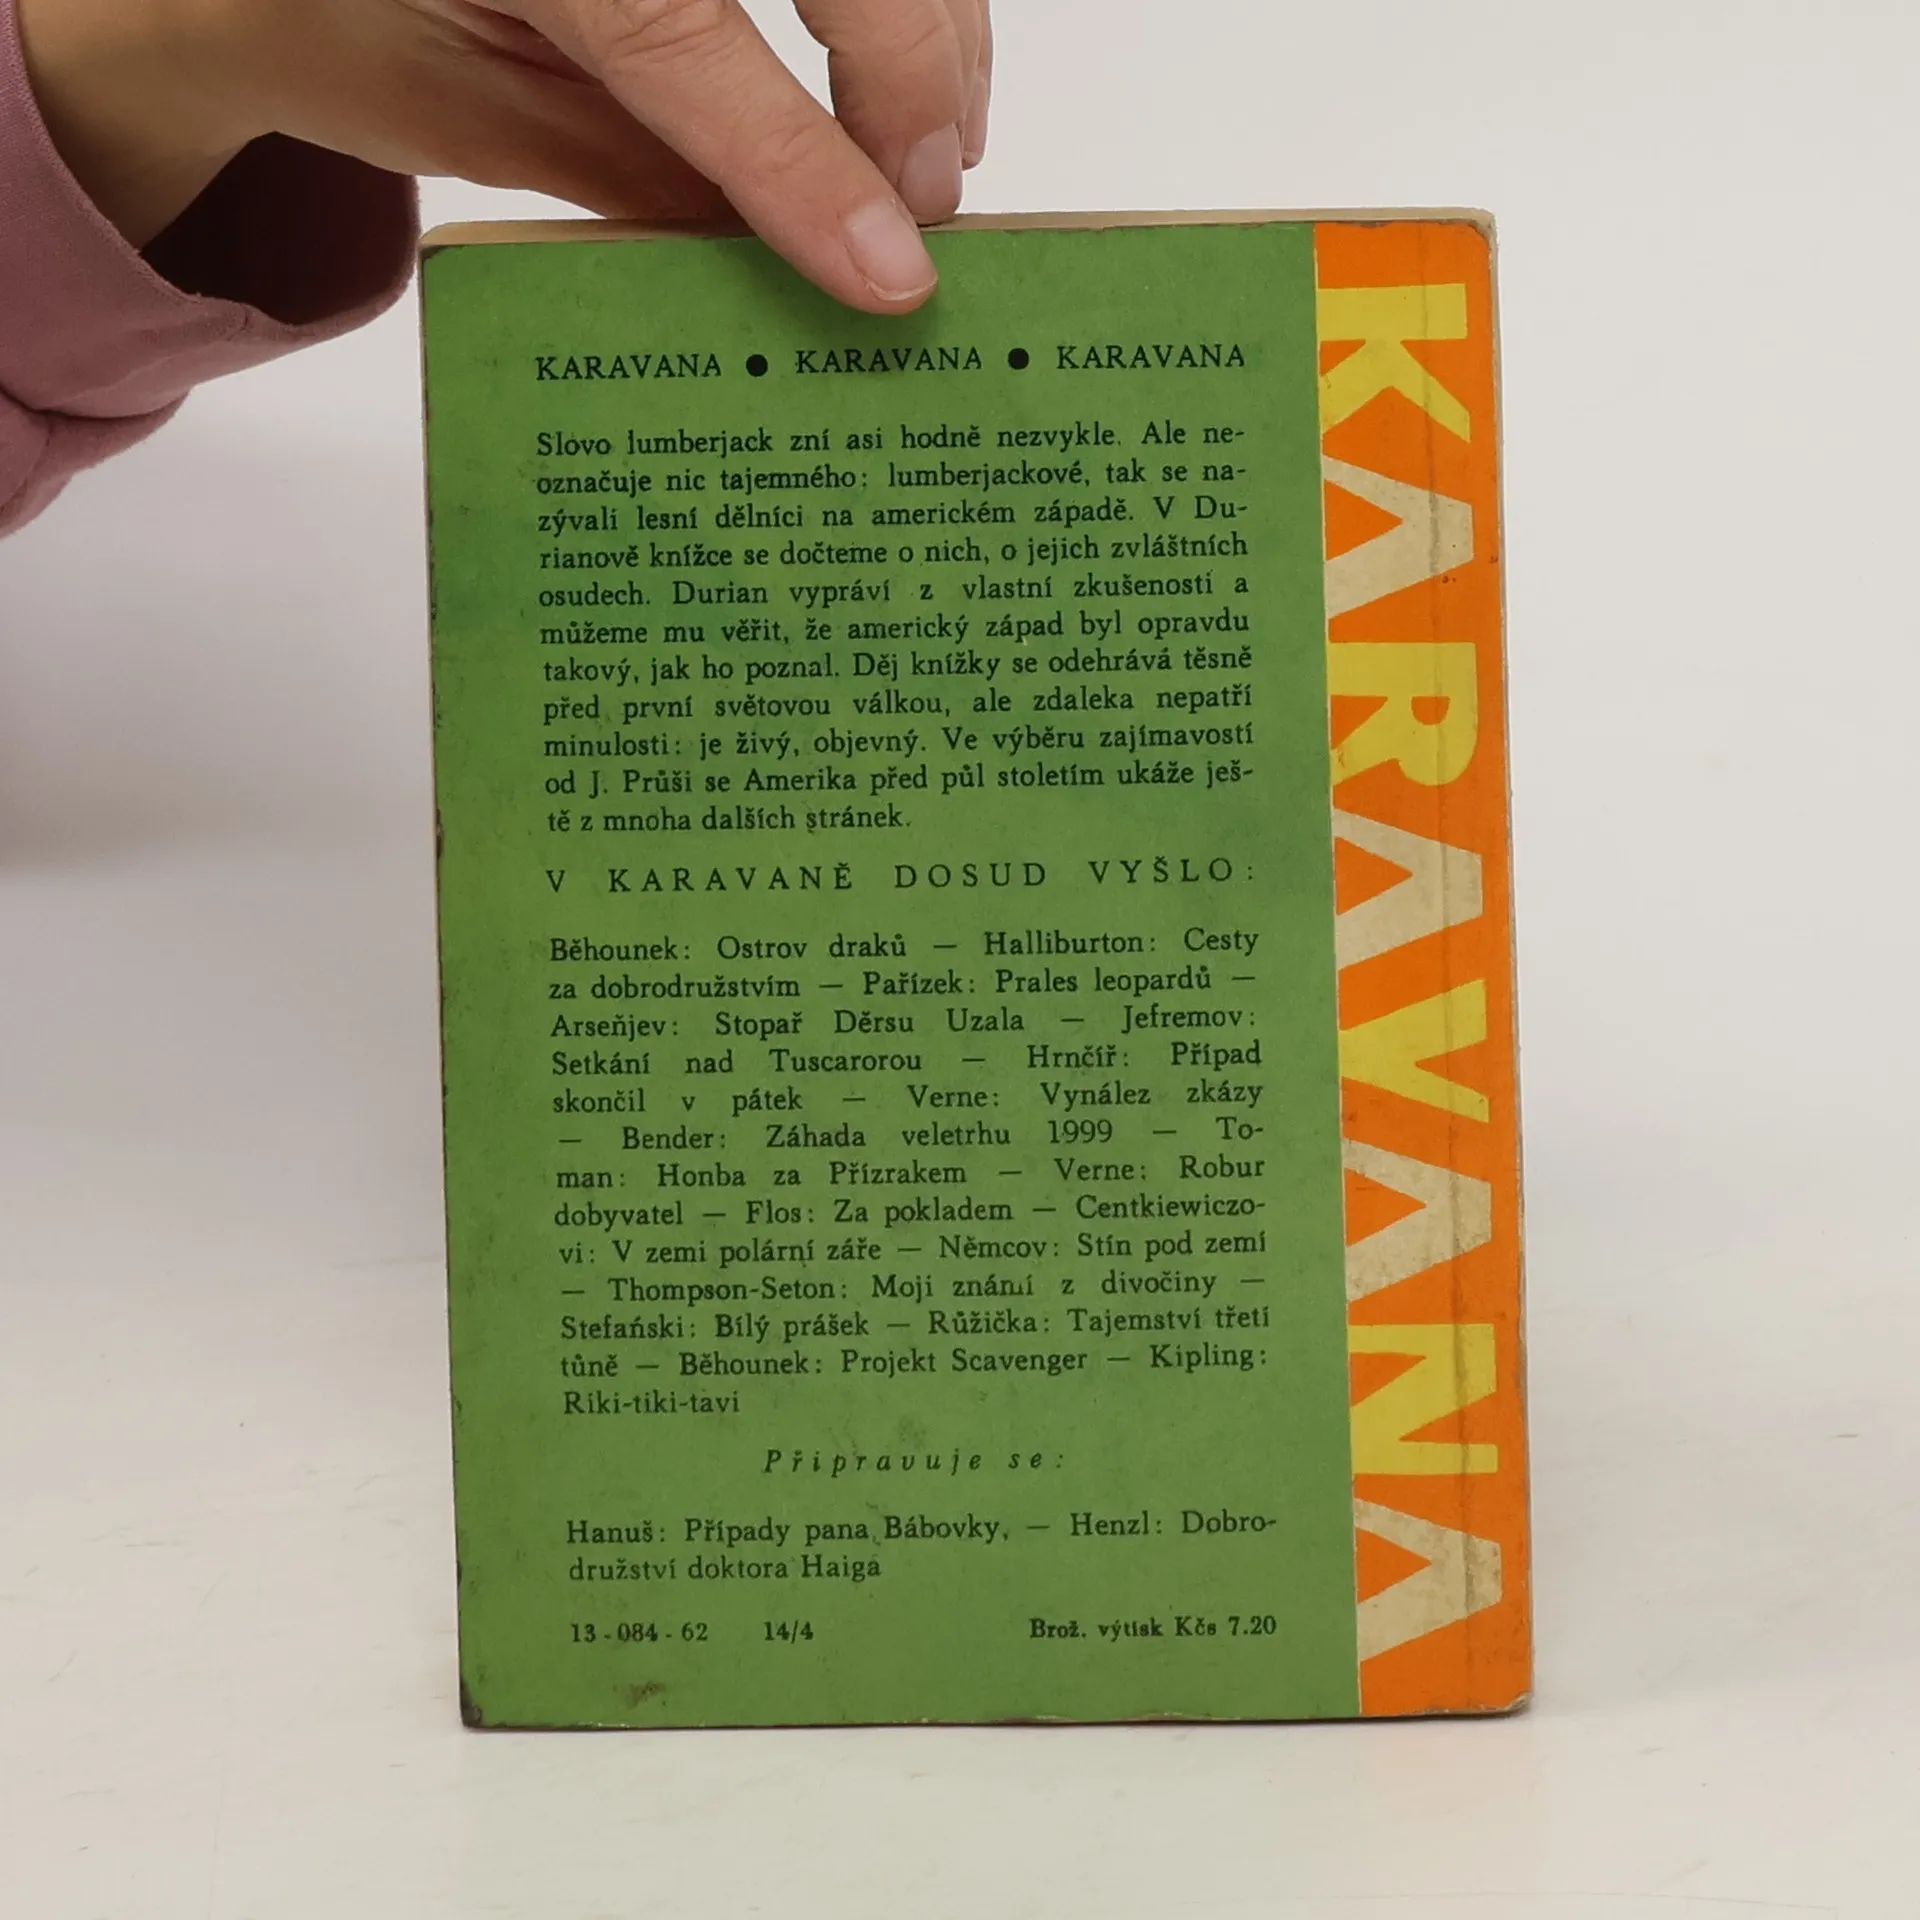 KARAVANA ● KARAVANA ● KARAVANA
Slovo lumberjack zní asi hodně nezvykle. Ale ne-
označuje nic tajemného: lumberjackové, tak se na-
zývali lesní dělníci na americkém západě. V Du-
rianově knížce se dočteme o nich, o jejich zvláštních
osudech. Durian vypráví z vlastní zkušenosti a
můžeme mu věřit, že americký západ byl opravdu
takový, jak ho poznal. Děj knížky se odehrává těsně
před první světovou válkou, ale zdaleka nepatří
minulosti: je živý, objevný. Ve výběru zajímavostí
od J. Průši se Amerika před půl stoletím ukáže ješ-
tě z mnoha dalších stránek.
V KARAVANĚ DOSUD VYŠLO:
Běhounek: Ostrov draků — Halliburton: Cesty
za dobrodružstvím — Pařízek: Prales leopardů —
Arseňjev: Stopař Děrsu Uzala — Jefremov:
Setkání nad Tuscarorou — Hrnčíř: Případ
skončil v pátek — Verne: Vynález zkázy
— Bender: Záhada veletrhu 1999 — To-
man: Honba za Přízrakem — Verne: Robur
dobyvatel — Flos: Za pokladem — Centkiewiczo-
vi: V zemi polární záře — Němcov: Stín pod zemí
— Thompson-Seton: Moji známí z divočiny —
Stefański: Bílý prášek — Růžička: Tajemství třetí
tůně — Běhounek: Projekt Scavenger — Kipling:
Riki-tiki-tavi
Připravuje se:
Hanuš: Případy pana Bábovky, — Henzl: Dobro-
družství doktora Haiga
13-084-62 14/4 Brož. výtisk Kčs 7.20
KARAVANA